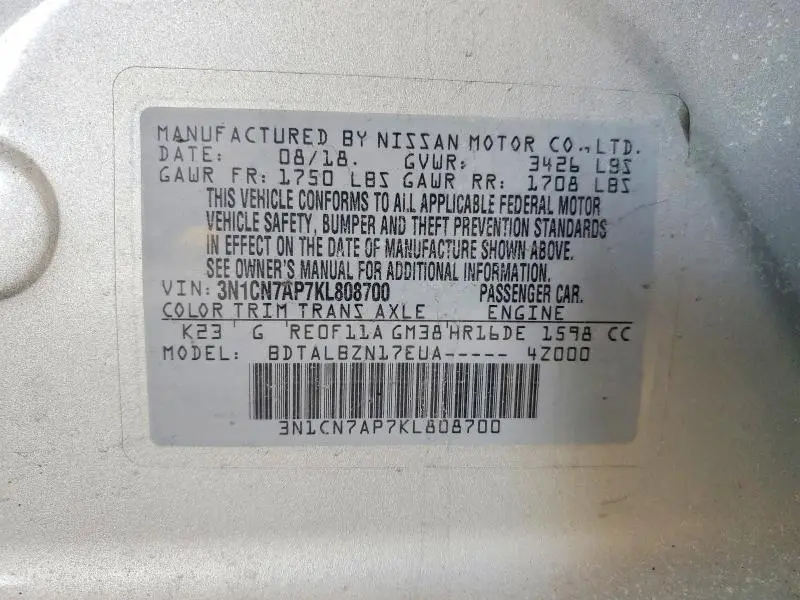 MANUFACTURED BY NISSAN MOTOR CO.,LTD.
DATE: 08/18. GVWR: 3426 LBS
GAWR FR: 1750 LBS GAWR RR: 1708 LBS
THIS VEHICLE CONFORMS TO ALL APPLICABLE FEDERAL MOTOR
VEHICLE SAFETY, BUMPER AND THEFT PREVENTION STANDARDS
IN EFFECT ON THE DATE OF MANUFACTURE SHOWN ABOVE.
SEE OWNER'S MANUAL FOR ADDITIONAL INFORMATION.
VIN: 3N1CN7AP7KL808700 PASSENGER CAR.
COLOR TRIM TRANS AXLE ENGINE
K23 G RE0F11A GM38 HR16DE 1598 CC
MODEL: BDTALBZN17EUA----- 4Z000
3N1CN7AP7KL808700